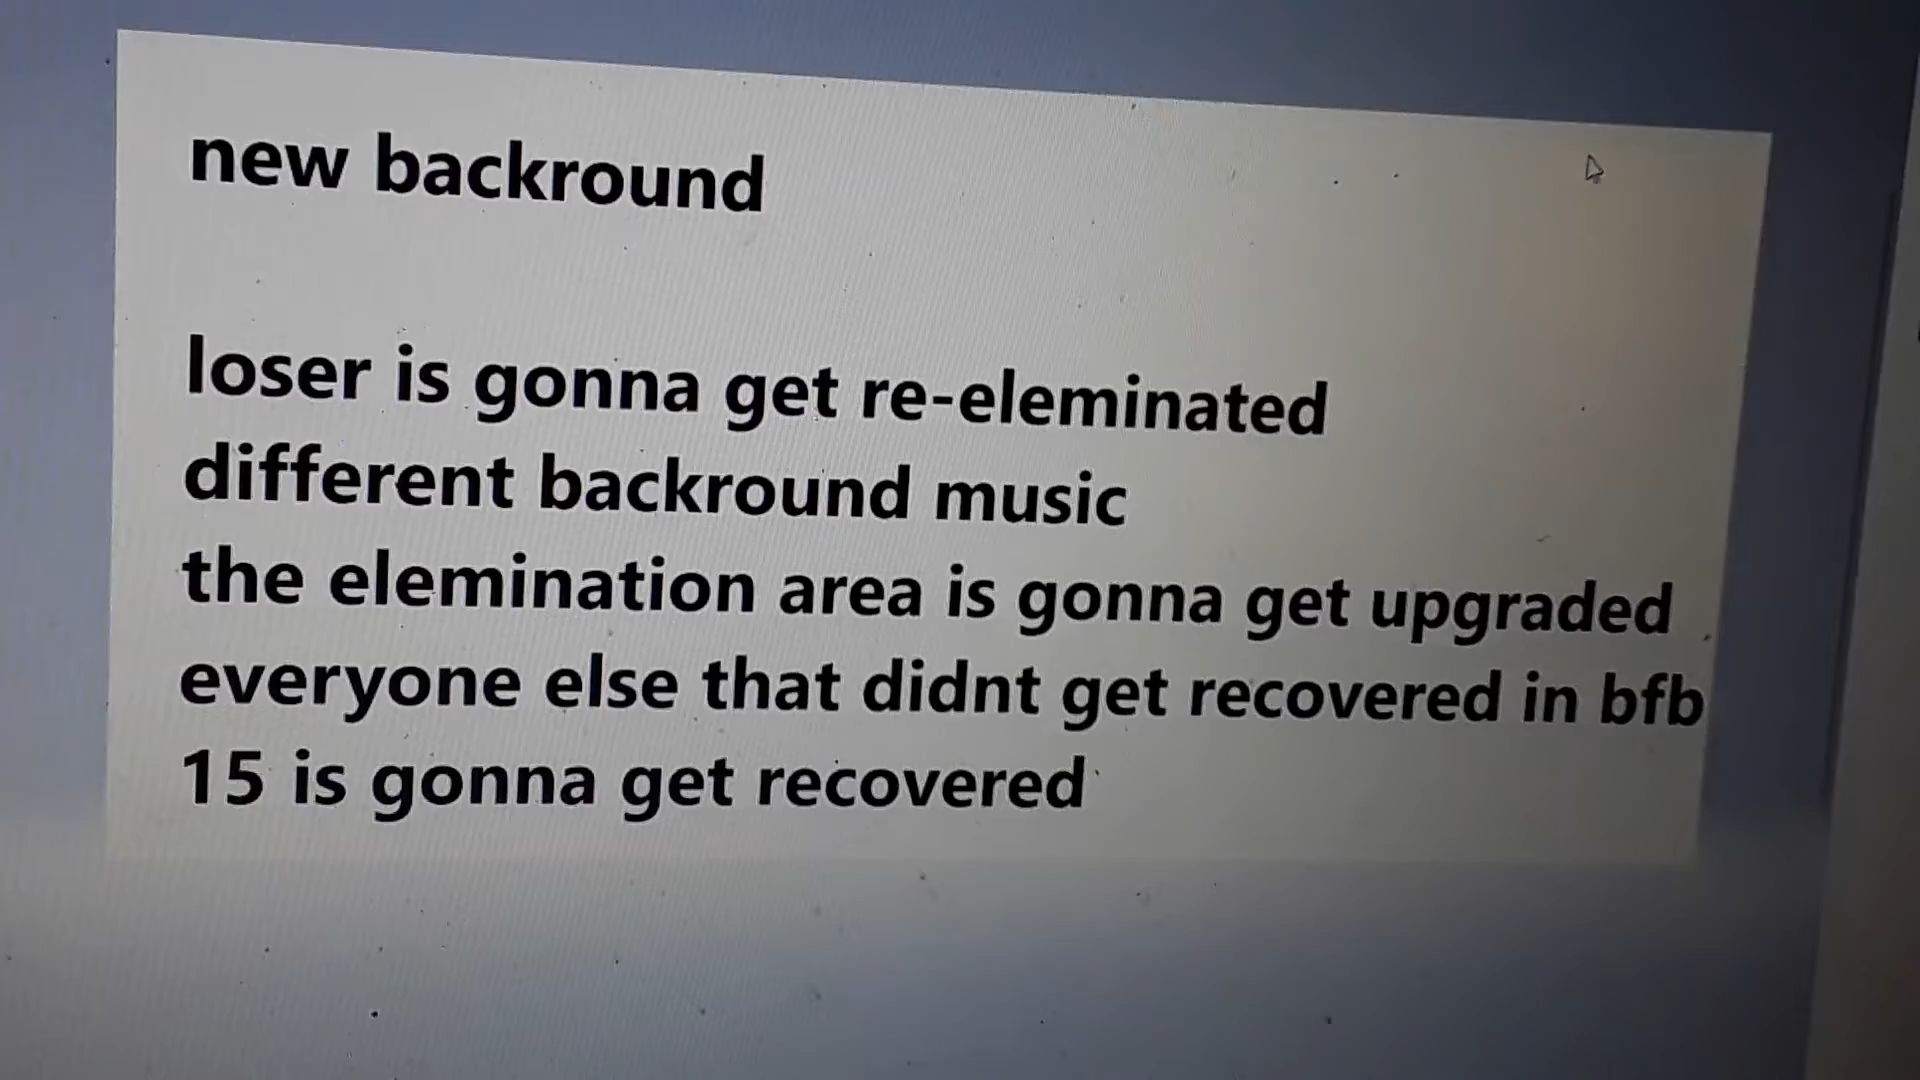 new backround
loser is gonna get re-eleminated
different backround music
the elemination area is gonna get upgraded
everyone else that didnt get recovered in bfb
15 is gonna get recovered